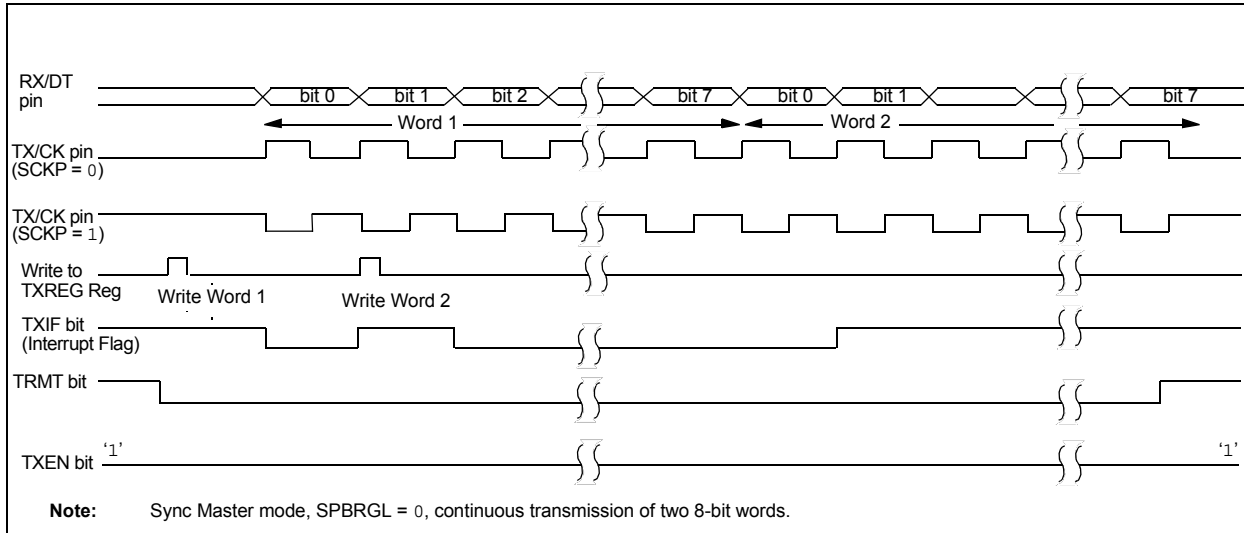 RX/DT
pin
bit 0 bit 1 bit 2 bit 7 bit 0 bit 1 bit 7
Word 1 Word 2
TX/CK pin
(SCKP = 0)
TX/CK pin
(SCKP = 1)
Write to
TXREG Reg
Write Word 1 Write Word 2
TXIF bit
(Interrupt Flag)
TRMT bit
TXEN bit ‘1’ ‘1’
Note: Sync Master mode, SPBRGL = 0, continuous transmission of two 8-bit words.